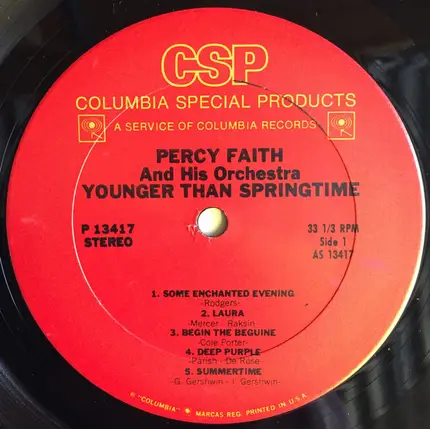 CSP
COLUMBIA SPECIAL PRODUCTS
A SERVICE OF COLUMBIA RECORDS
PERCY FAITH
And His Orchestra
YOUNGER THAN SPRINGTIME
P 13417
STEREO
33 1/3 RPM
Side 1
AS 13417
1. SOME ENCHANTED EVENING
-Rodgers-
2. LAURA
-Mercer - Raksin-
3. BEGIN THE BEGUINE
-Cole Porter-
4. DEEP PURPLE
-Parish - De Rose-
5. SUMMERTIME
-G. Gershwin - I. Gershwin-
® "COLUMBIA" ● MARCAS REG. PRINTED IN U.S.A.